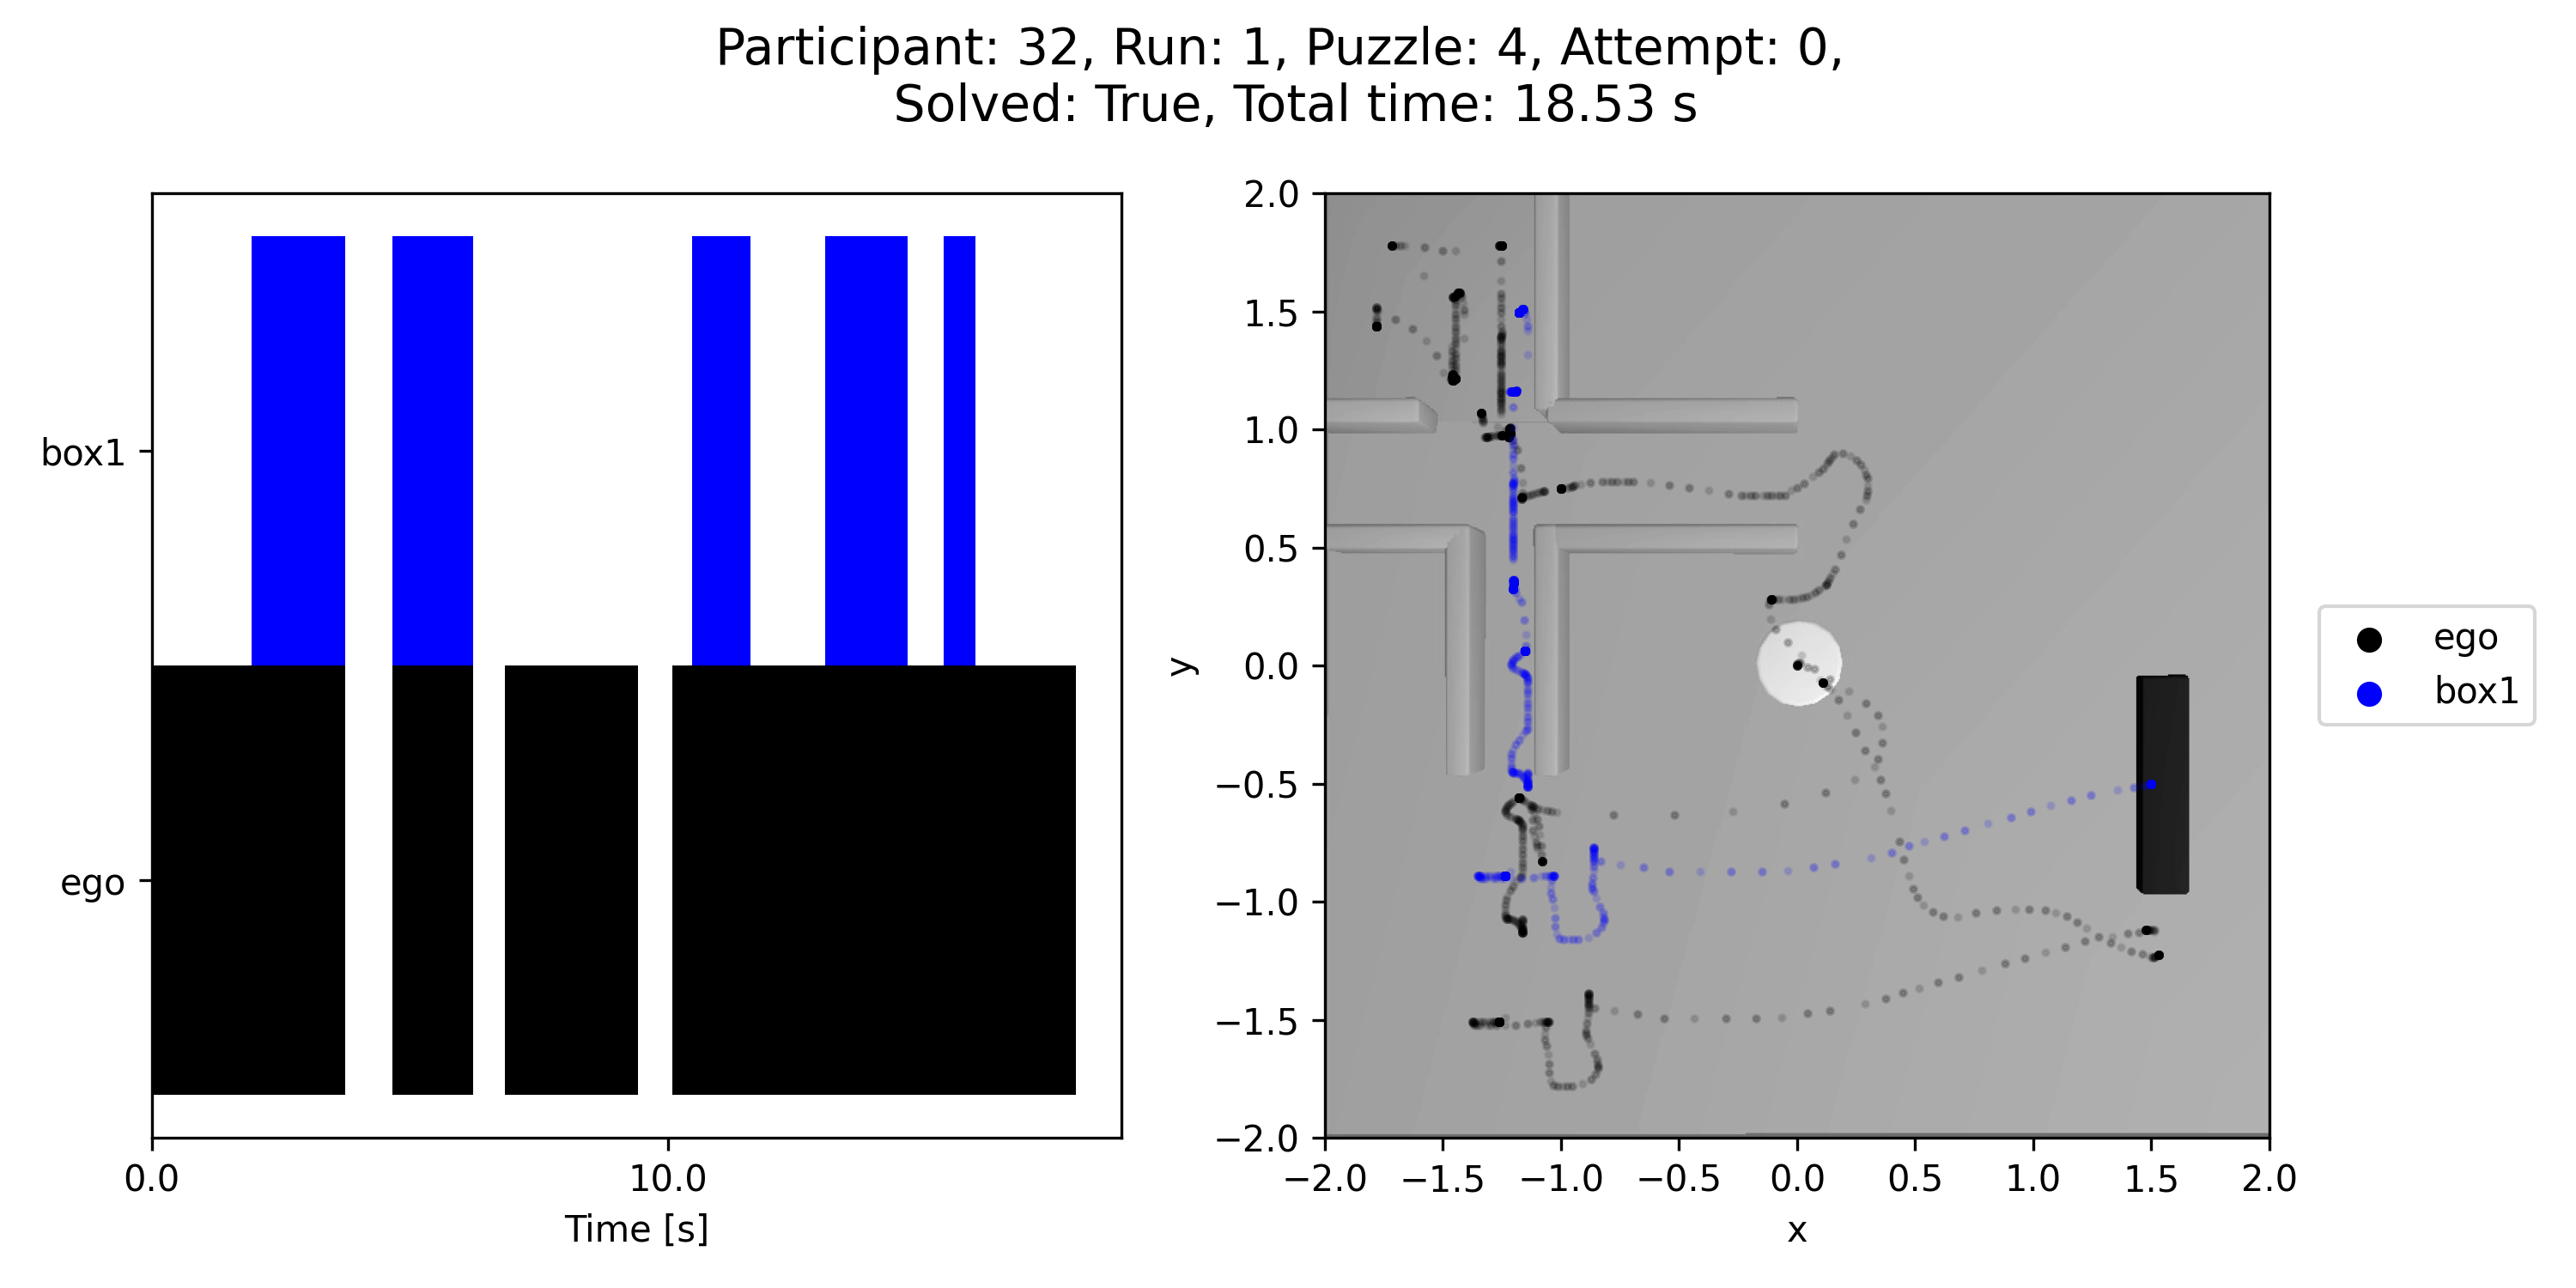 Participant: 32, Run: 1, Puzzle: 4, Attempt: 0,
Solved: True, Total time: 18.53 s
box1
ego
0.0
10.0
Time [s]
2.0
1.5
1.0
0.5
0.0
−0.5
−1.0
−1.5
−2.0
y
−2.0
−1.5
−1.0
−0.5
0.0
0.5
1.0
1.5
2.0
x
ego
box1